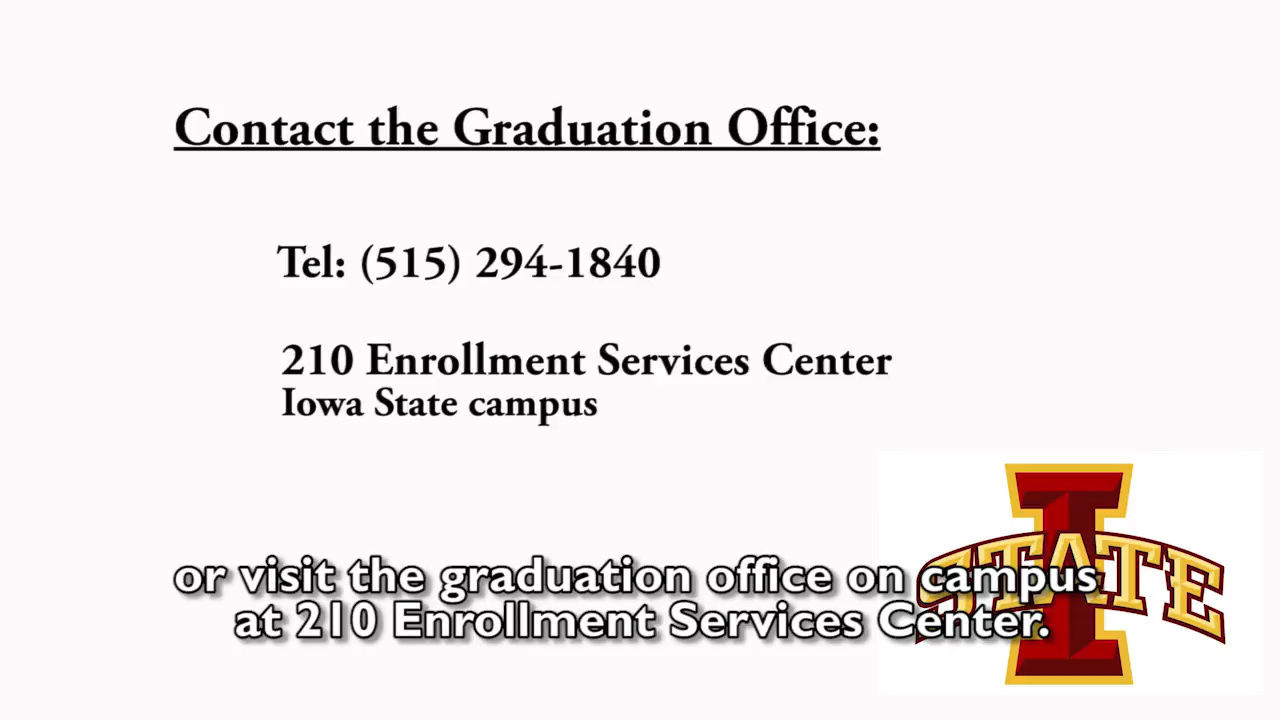 Contact the Graduation Office:
Tel: (515) 294-1840
210 Enrollment Services Center
Iowa State campus
I
STATE
or visit the graduation office on campus
at 210 Enrollment Services Center.